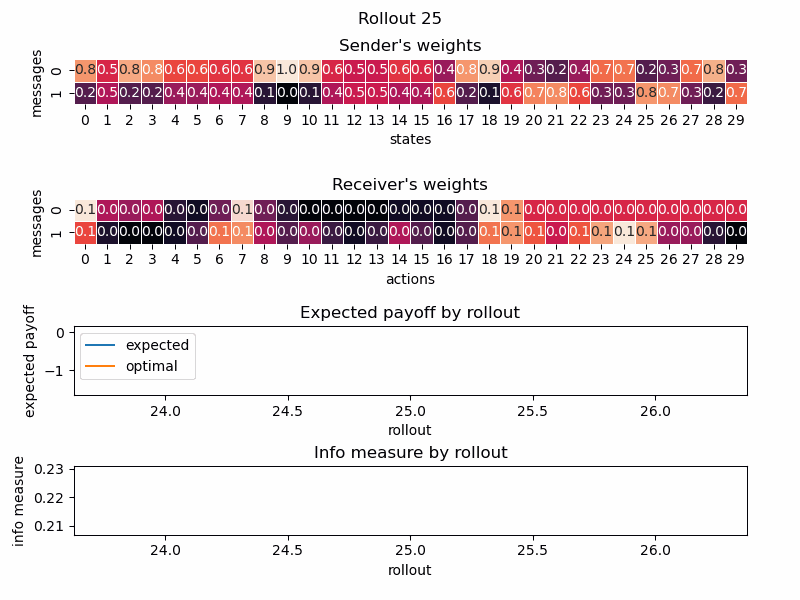 Rollout 25
Sender's weights
messages
0 0.8 0.5 0.8 0.8 0.6 0.6 0.6 0.6 0.9 1.0 0.9 0.6 0.5 0.5 0.6 0.6 0.4 0.8 0.9 0.4 0.3 0.2 0.4 0.7 0.7 0.2 0.3 0.7 0.8 0.3
1 0.2 0.5 0.2 0.2 0.4 0.4 0.4 0.4 0.1 0.0 0.1 0.4 0.5 0.5 0.4 0.4 0.6 0.2 0.1 0.6 0.7 0.8 0.6 0.3 0.3 0.8 0.7 0.3 0.2 0.7
0 1 2 3 4 5 6 7 8 9 10 11 12 13 14 15 16 17 18 19 20 21 22 23 24 25 26 27 28 29
states
Receiver's weights
messages
0 0.1 0.0 0.0 0.0 0.0 0.0 0.0 0.1 0.0 0.0 0.0 0.0 0.0 0.0 0.0 0.0 0.0 0.0 0.1 0.1 0.0 0.0 0.0 0.0 0.0 0.0 0.0 0.0 0.0 0.0
1 0.1 0.0 0.0 0.0 0.0 0.0 0.1 0.1 0.0 0.0 0.0 0.0 0.0 0.0 0.0 0.0 0.0 0.0 0.1 0.1 0.1 0.0 0.1 0.1 0.1 0.1 0.0 0.0 0.0 0.0
0 1 2 3 4 5 6 7 8 9 10 11 12 13 14 15 16 17 18 19 20 21 22 23 24 25 26 27 28 29
actions
Expected payoff by rollout
expected payoff
0
−1
expected
optimal
24.0 24.5 25.0 25.5 26.0
rollout
Info measure by rollout
info measure
0.23
0.22
0.21
24.0 24.5 25.0 25.5 26.0
rollout